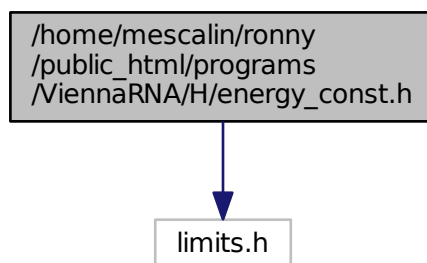 /home/mescalin/ronny
/public_html/programs
/ViennaRNA/H/energy_const.h
limits.h